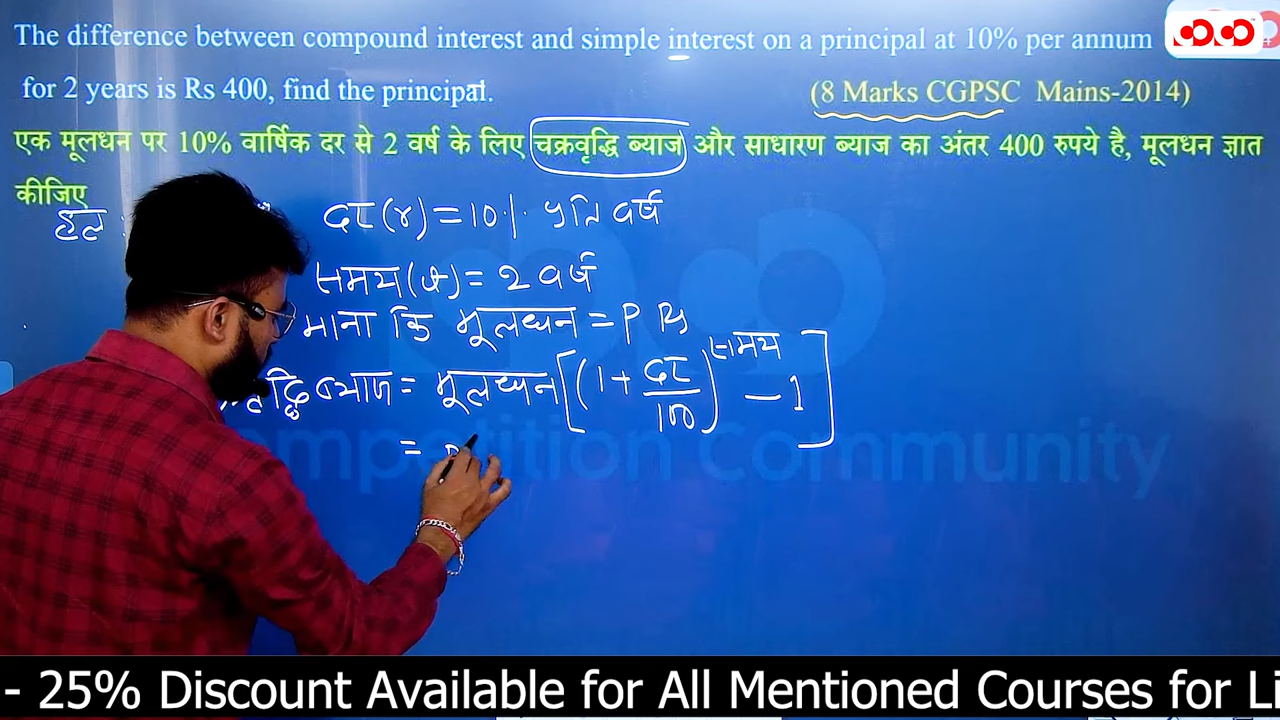 The difference between compound interest and simple interest on a principal at 10% per annum
for 2 years is Rs 400, find the principal.
(8 Marks CGPSC Mains-2014)
एक मूलधन पर 10% वार्षिक दर से 2 वर्ष के लिए चक्रवृद्धि ब्याज और साधारण ब्याज का अंतर 400 रुपये है, मूलधन ज्ञात
कीजिए
हल :
दर (r) = 10% प्रति वर्ष
समय (t) = 2 वर्ष
माना कि मूलधन = P Rs
ब्याज = मूलधन [(1 + दर/100)^समय - 1]
=
Competition Community
- 25% Discount Available for All Mentioned Courses for Li